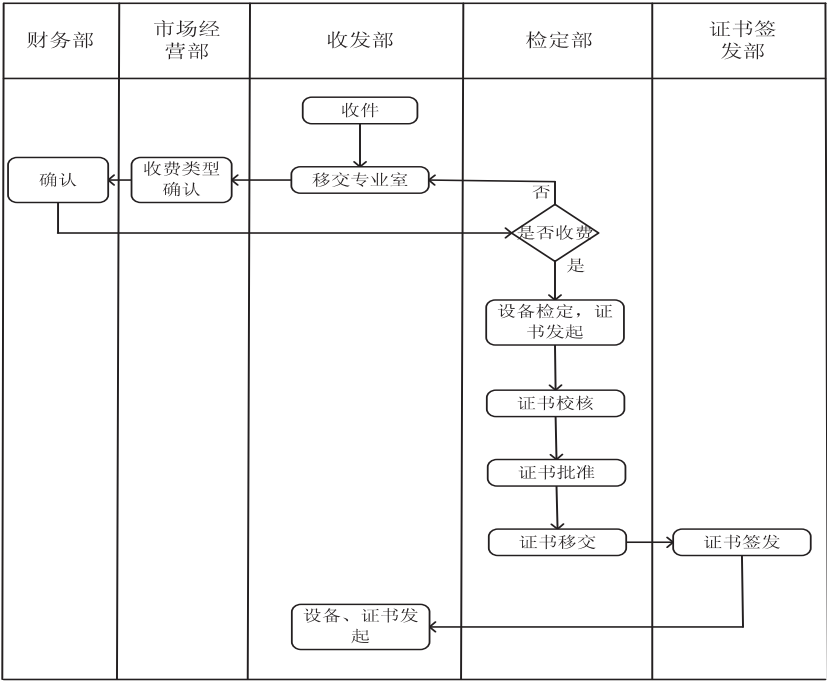 财务部
市场经
营部
收发部
检定部
证书签
发部
收件
确认
收费类型
确认
移交专业室
否
是否收费
是
设备检定，证
书发起
证书校核
证书批准
证书移交
证书签发
设备、证书发
起